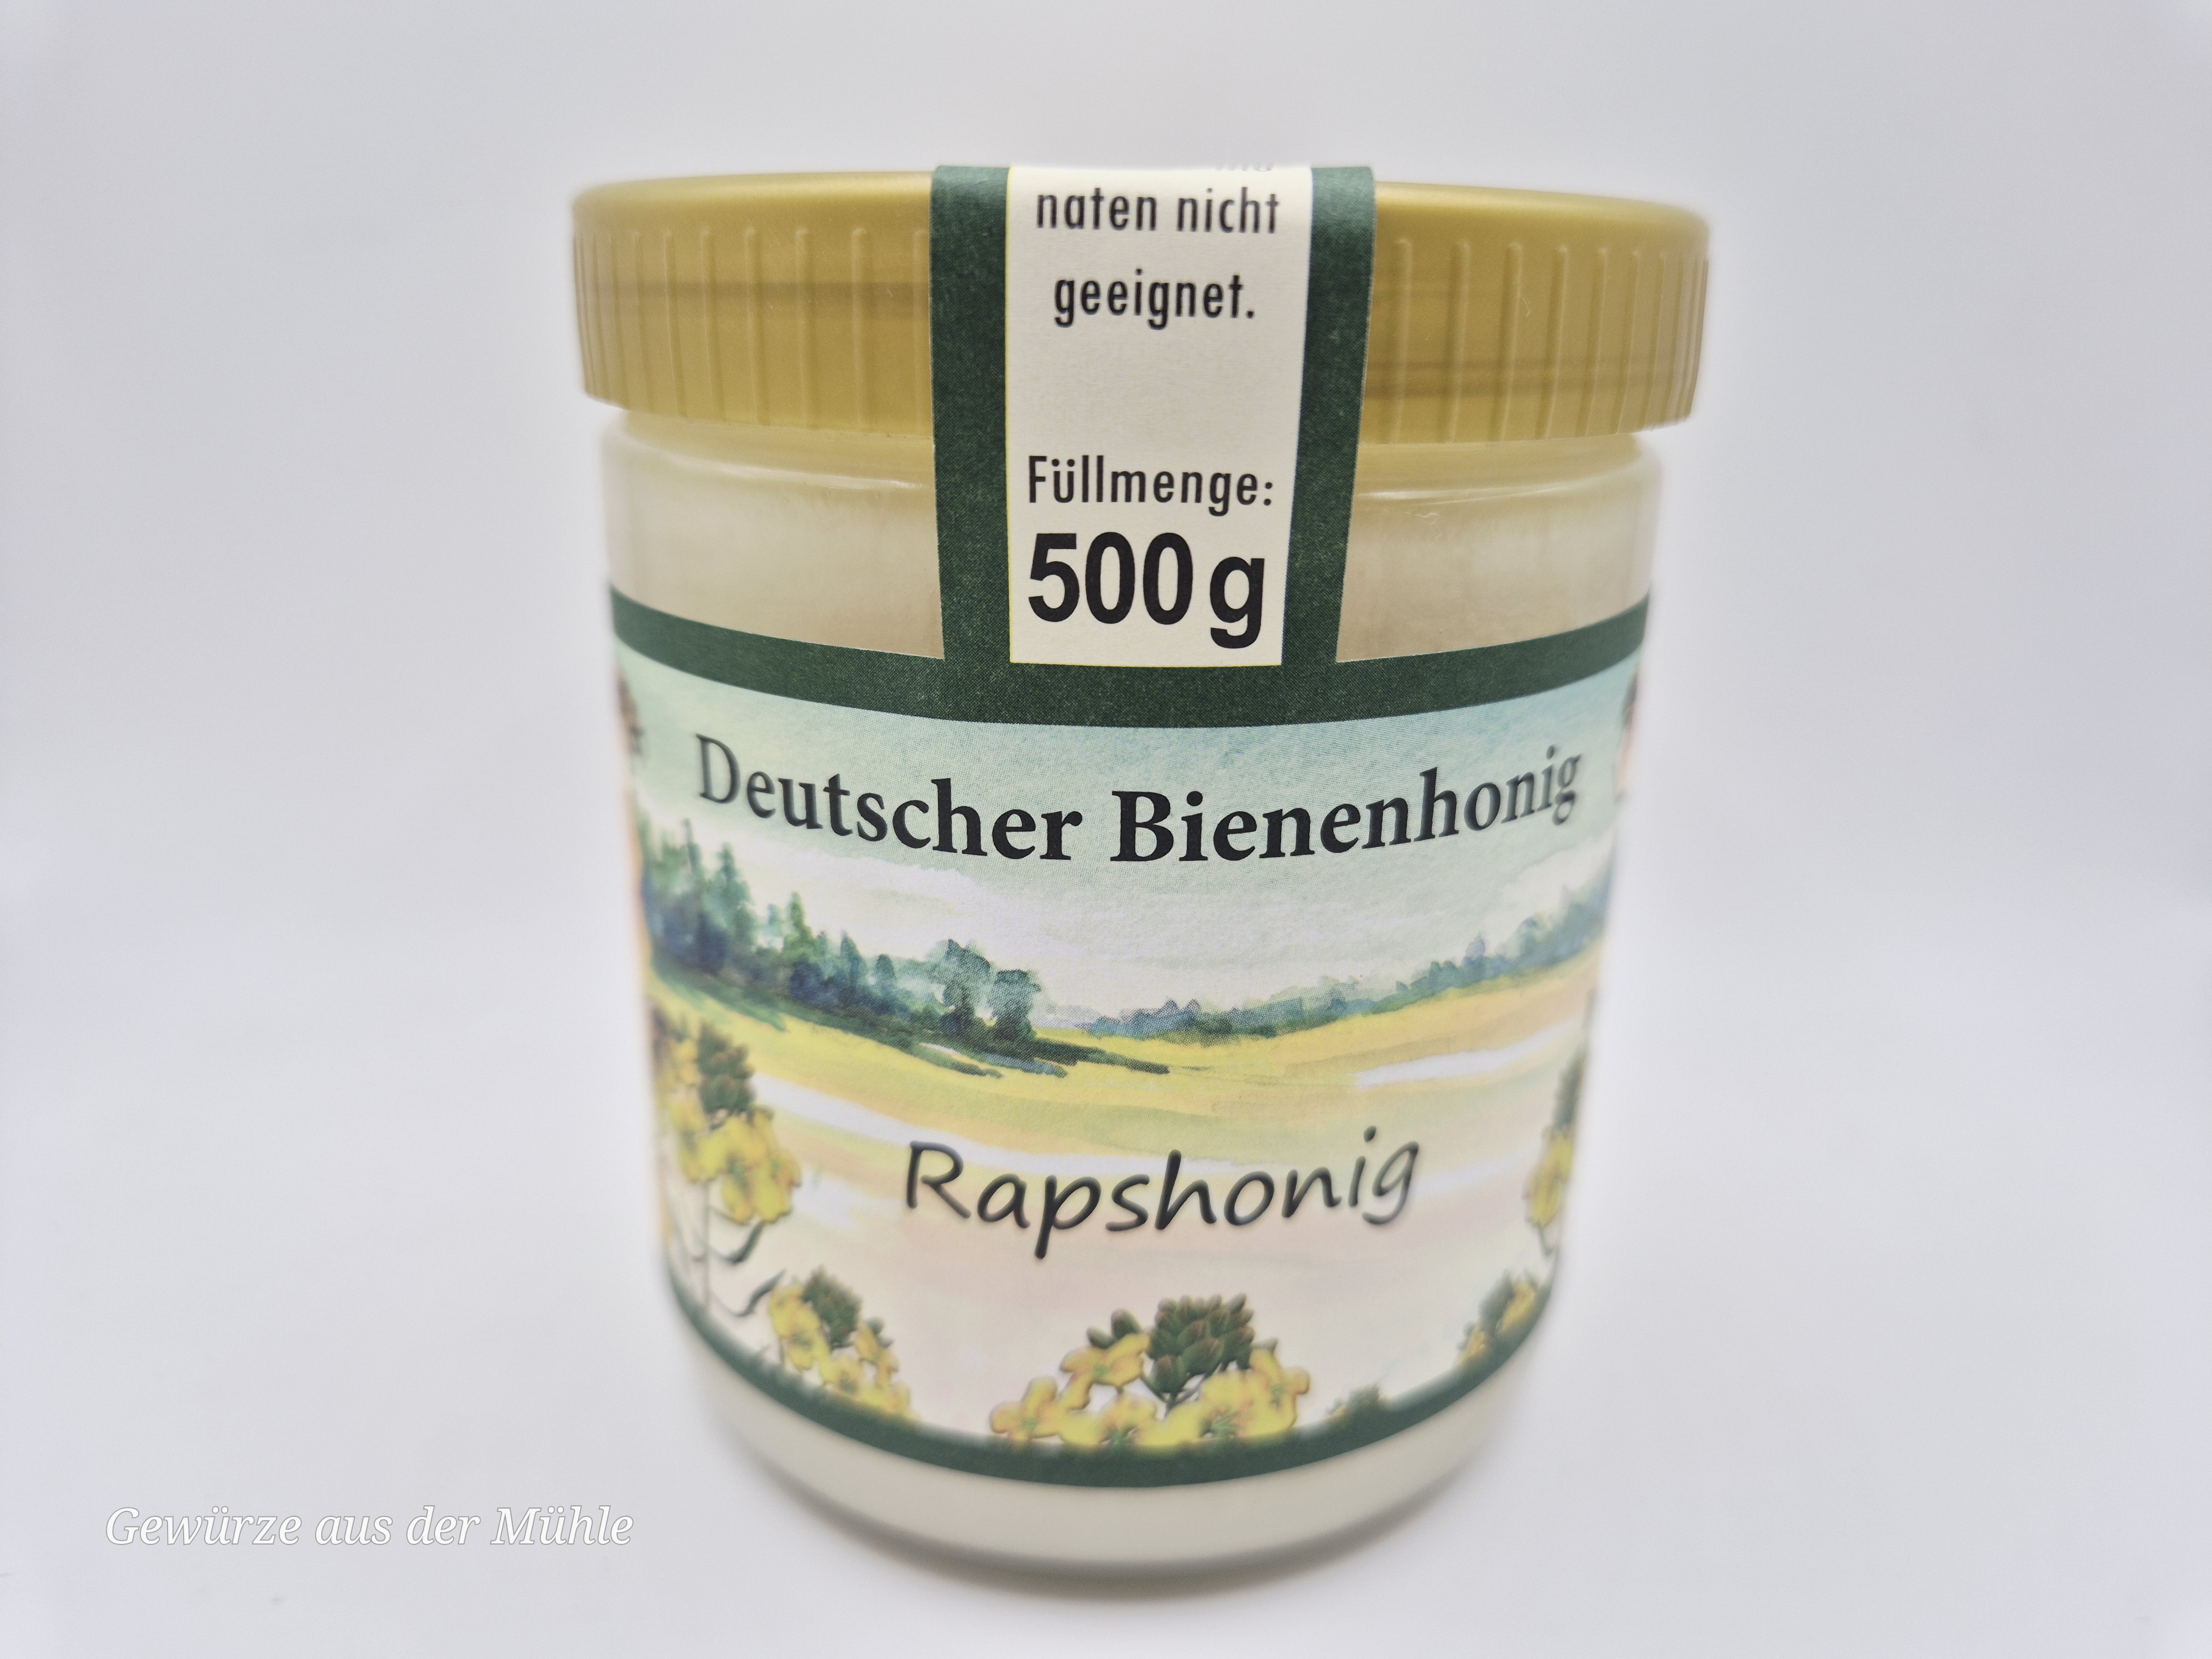 naten nicht
geeignet.
Füllmenge:
500 g
Deutscher Bienenhonig
Rapshonig
Gewürze aus der Mühle